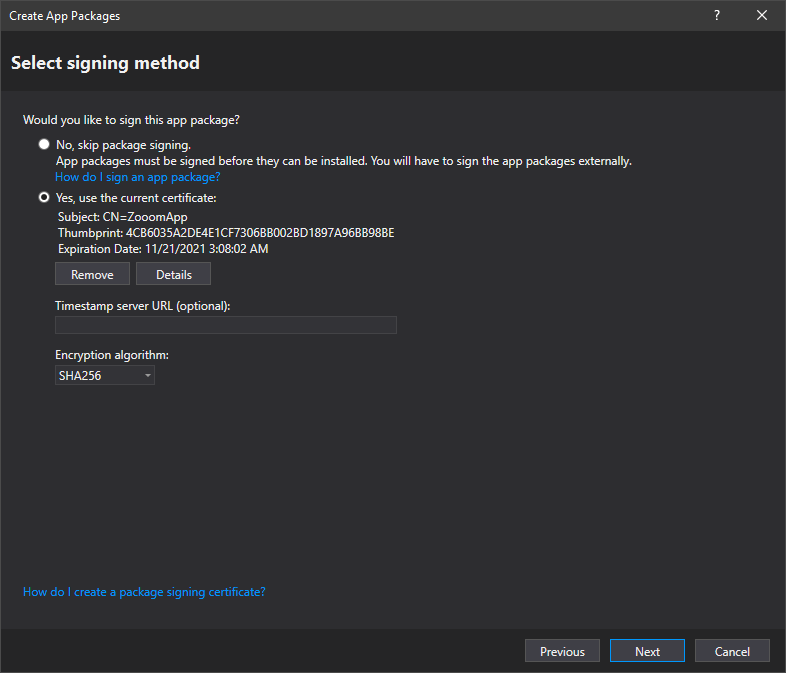 Create App Packages
?
Select signing method
Would you like to sign this app package?
No, skip package signing.
App packages must be signed before they can be installed. You will have to sign the app packages externally.
How do I sign an app package?
Yes, use the current certificate:
Subject: CN=ZooomApp
Thumbprint: 4CB6035A2DE4E1CF7306BB002BD1897A96BB98BE
Expiration Date: 11/21/2021 3:08:02 AM
Remove Details
Timestamp server URL (optional):
Encryption algorithm:
SHA256
How do I create a package signing certificate?
Previous Next Cancel